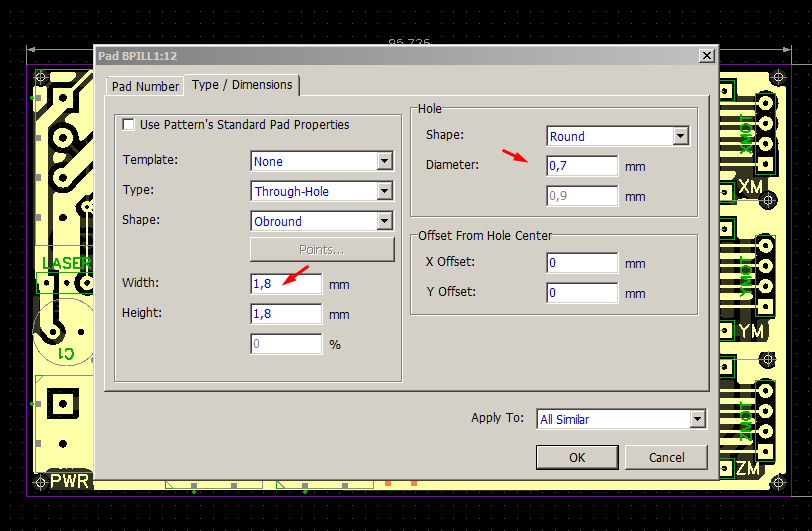 96,726
Pad BPILL1:12
Pad Number
Type / Dimensions
Use Pattern's Standard Pad Properties
Template:
None
Type:
Through-Hole
Shape:
Obround
Points...
Width:
1,8
mm
Height:
1,8
mm
0
%
Hole
Shape:
Round
Diameter:
0,7
mm
0,9
mm
Offset From Hole Center
X Offset:
0
mm
Y Offset:
0
mm
Apply To:
All Similar
OK
Cancel
LASER
C1
PWR
XMOT
XM
YMOT
YM
ZMOT
ZM